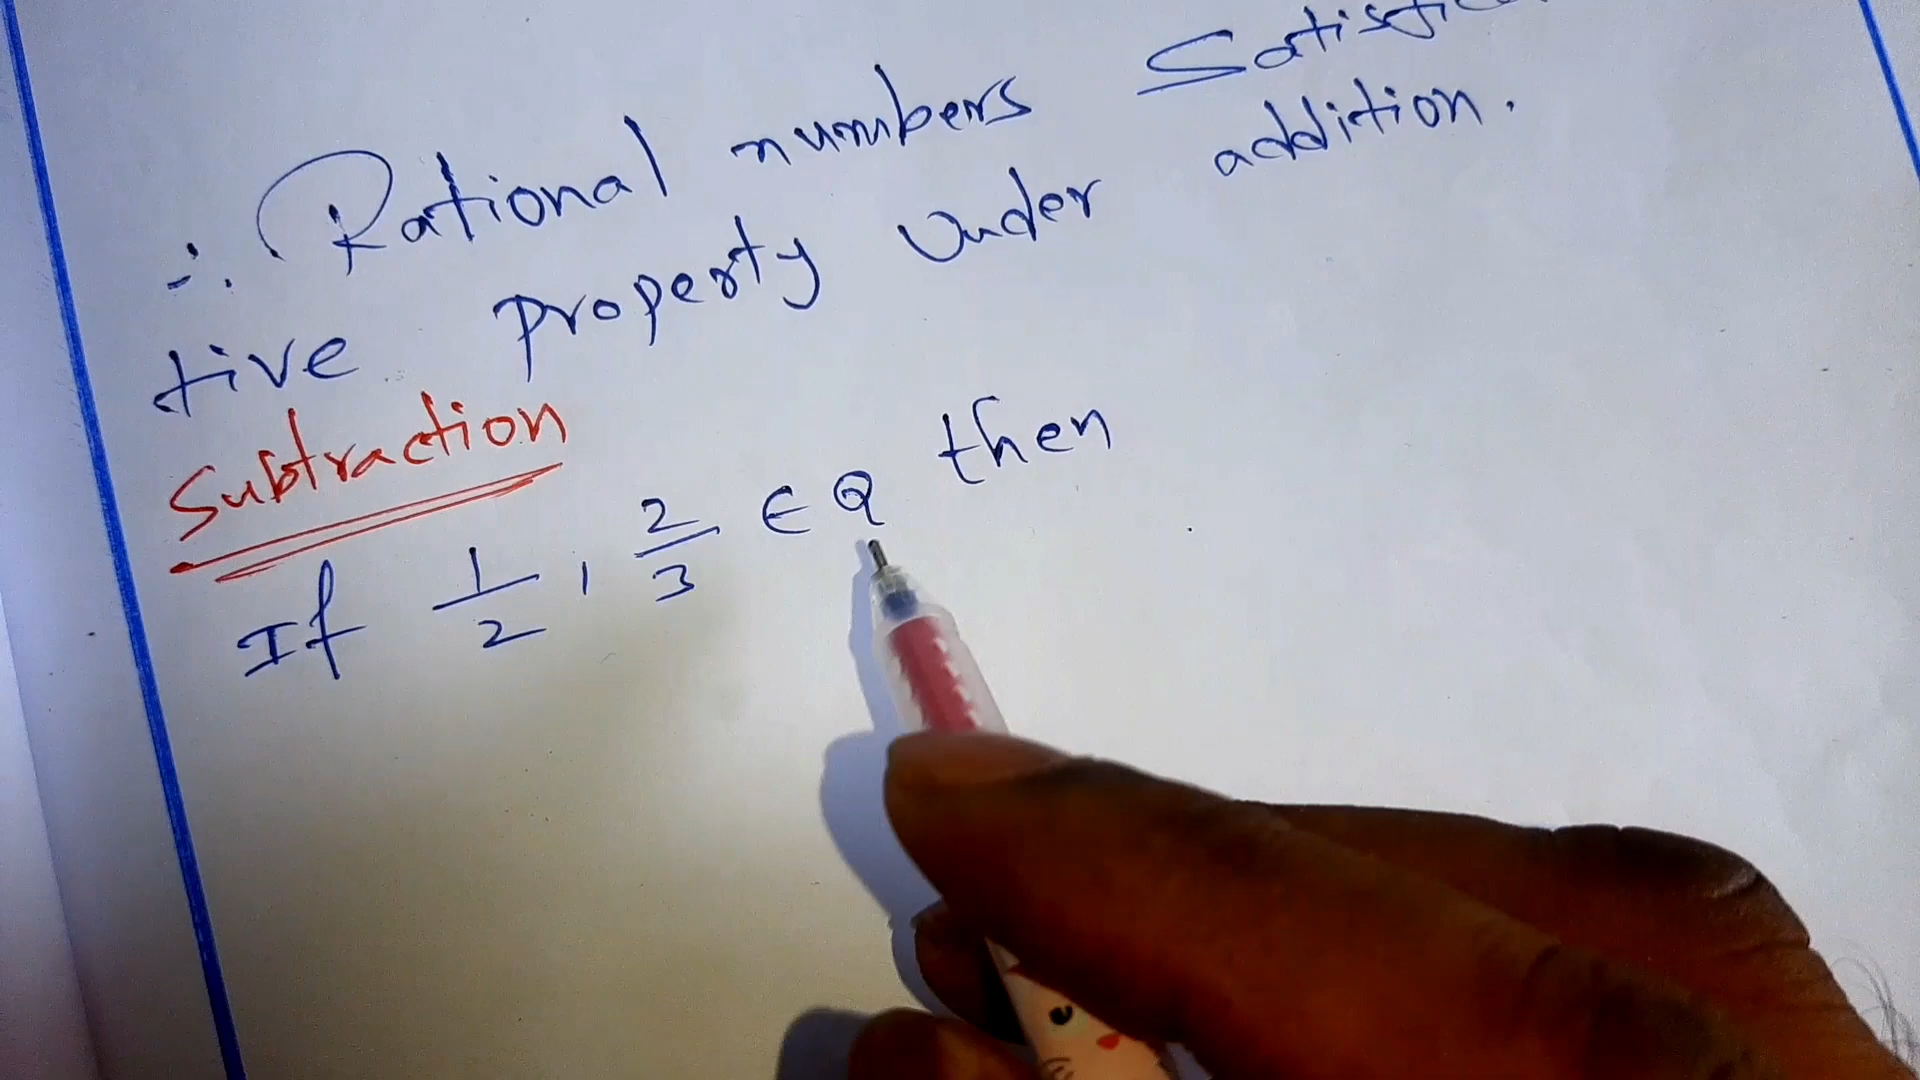 ∴ Rational numbers
tive property under addition.
Subtraction
If 1/2, 2/3 ∈ Q then